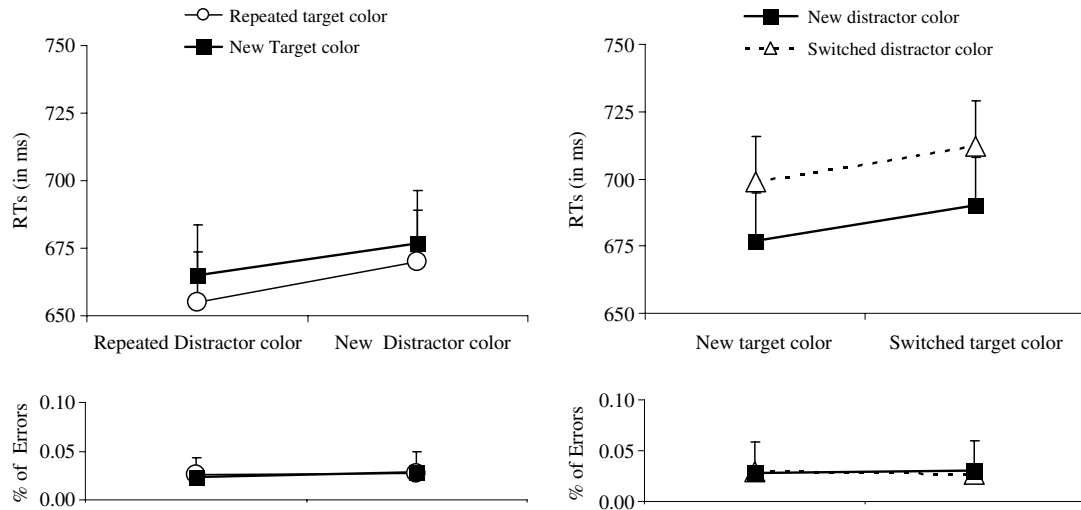 Repeated target color
New Target color
750
725
700
675
650
RTs (in ms)
Repeated Distractor color
New Distractor color
0.10
0.05
0.00
% of Errors
New distractor color
Switched distractor color
750
725
700
675
650
RTs (in ms)
New target color
Switched target color
0.10
0.05
0.00
% of Errors